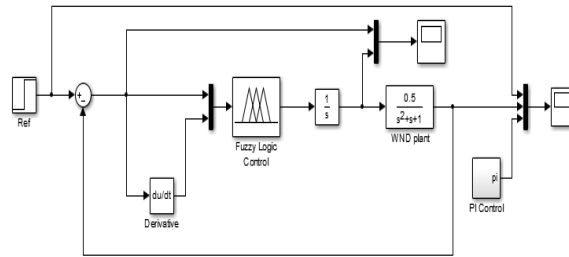 Ref
+
-
du/dt
Derivative
Fuzzy Logic
Control
1
s
0.5
s²+s+1
WND plant
pi
PI Control